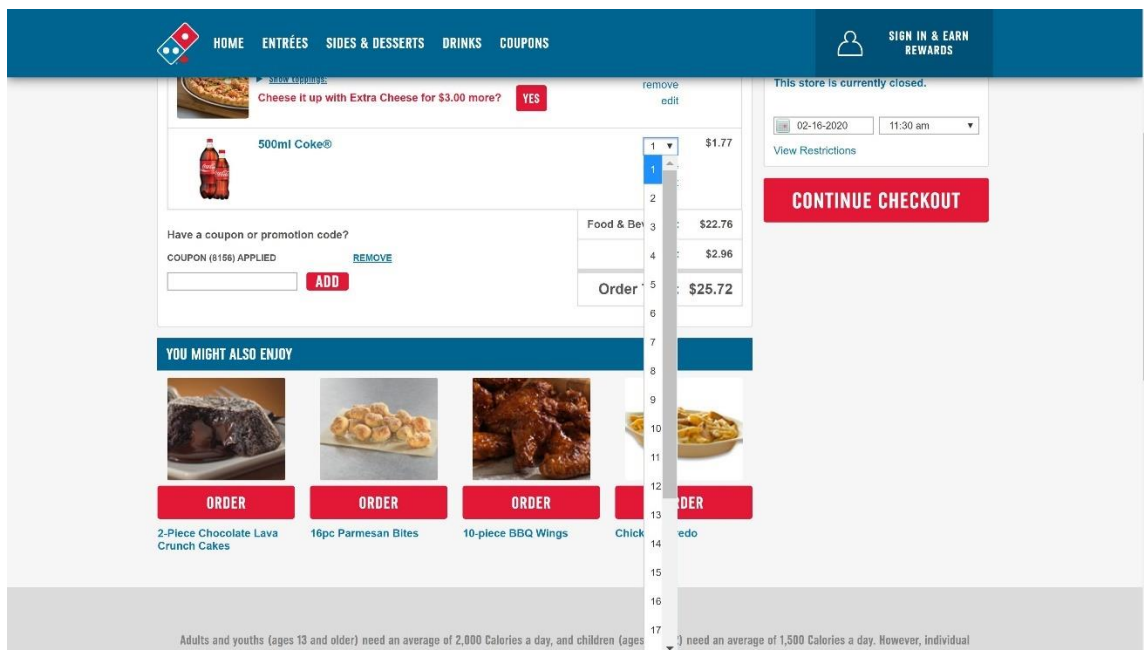 HOME ENTRÉES SIDES & DESSERTS DRINKS COUPONS
SIGN IN & EARN
REWARDS
Show toppings:
Cheese it up with Extra Cheese for $3.00 more? YES
remove
edit
This store is currently closed.
02-16-2020 11:30 am
View Restrictions
CONTINUE CHECKOUT
500ml Coke®
1 $1.77
1
2
3
4
5
6
7
8
9
10
11
12
13
14
15
16
17
Have a coupon or promotion code?
COUPON (8156) APPLIED REMOVE
ADD
Food & : $22.76
: $2.96
Order : $25.72
YOU MIGHT ALSO ENJOY
ORDER ORDER ORDER
2-Piece Chocolate Lava
Crunch Cakes
16pc Parmesan Bites
10-piece BBQ Wings
Adults and youths (ages 13 and older) need an average of 2,000 Calories a day, and children (ages ) need an average of 1,500 Calories a day. However, individual